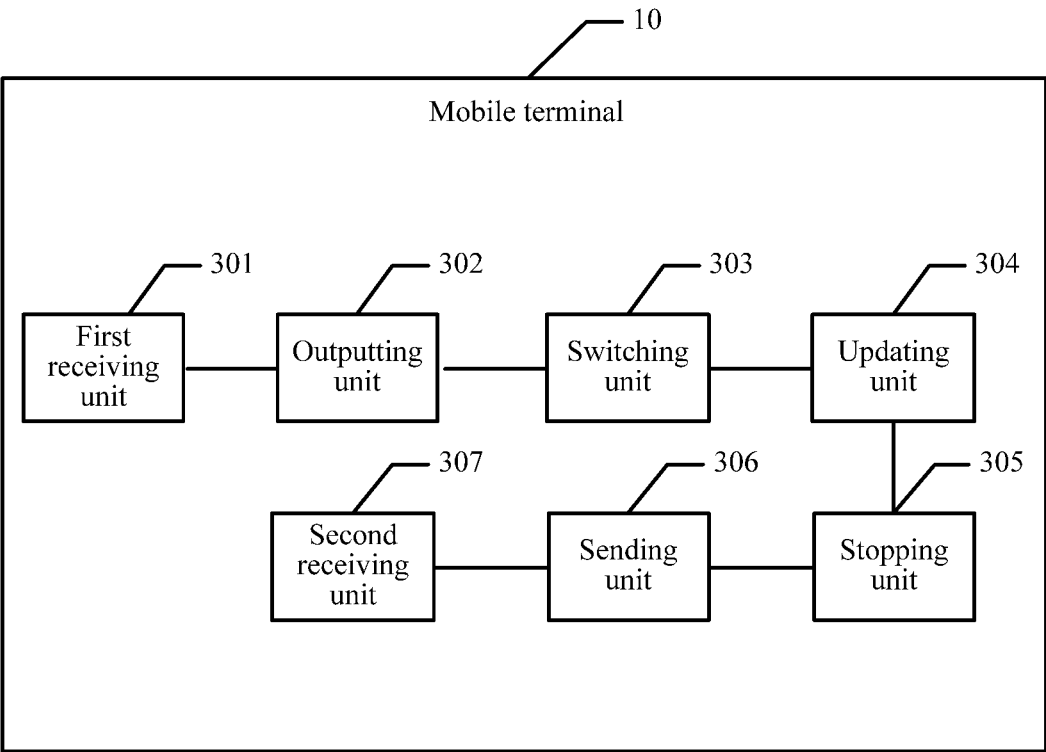 10
Mobile terminal
301
302
303
304
First
receiving
unit
Outputting
unit
Switching
unit
Updating
unit
307
306
305
Second
receiving
unit
Sending
unit
Stopping
unit